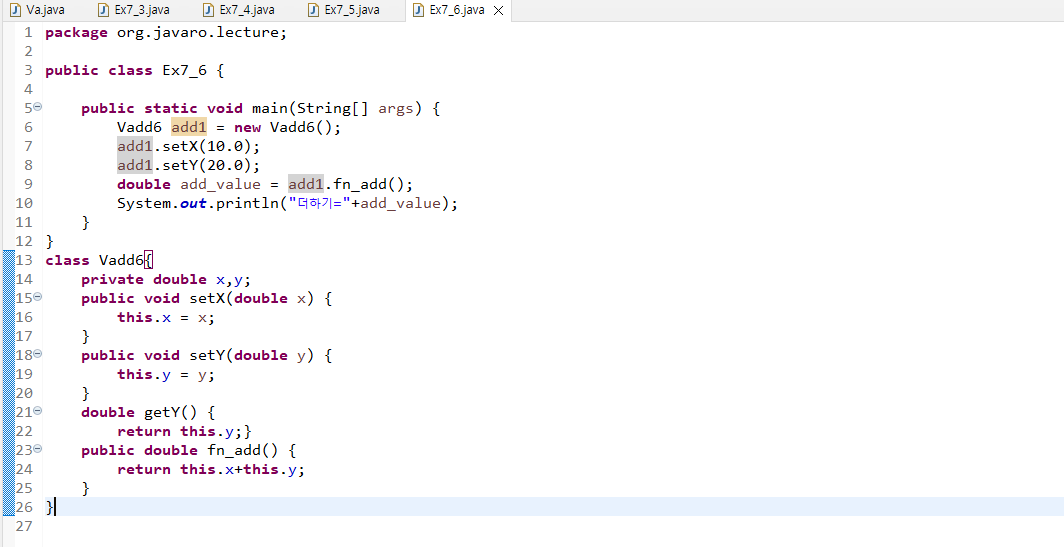 Va.java Ex7_3.java Ex7_4.java Ex7_5.java Ex7_6.java
1 package org.javaro.lecture;
2
3 public class Ex7_6 {
4
5 public static void main(String[] args) {
6 Vadd6 add1 = new Vadd6();
7 add1.setX(10.0);
8 add1.setY(20.0);
9 double add_value = add1.fn_add();
10 System.out.println("더하기="+add_value);
11 }
12 }
13 class Vadd6{
14 private double x,y;
15 public void setX(double x) {
16 this.x = x;
17 }
18 public void setY(double y) {
19 this.y = y;
20 }
21 double getY() {
22 return this.y;}
23 public double fn_add() {
24 return this.x+this.y;
25 }
26 }
27